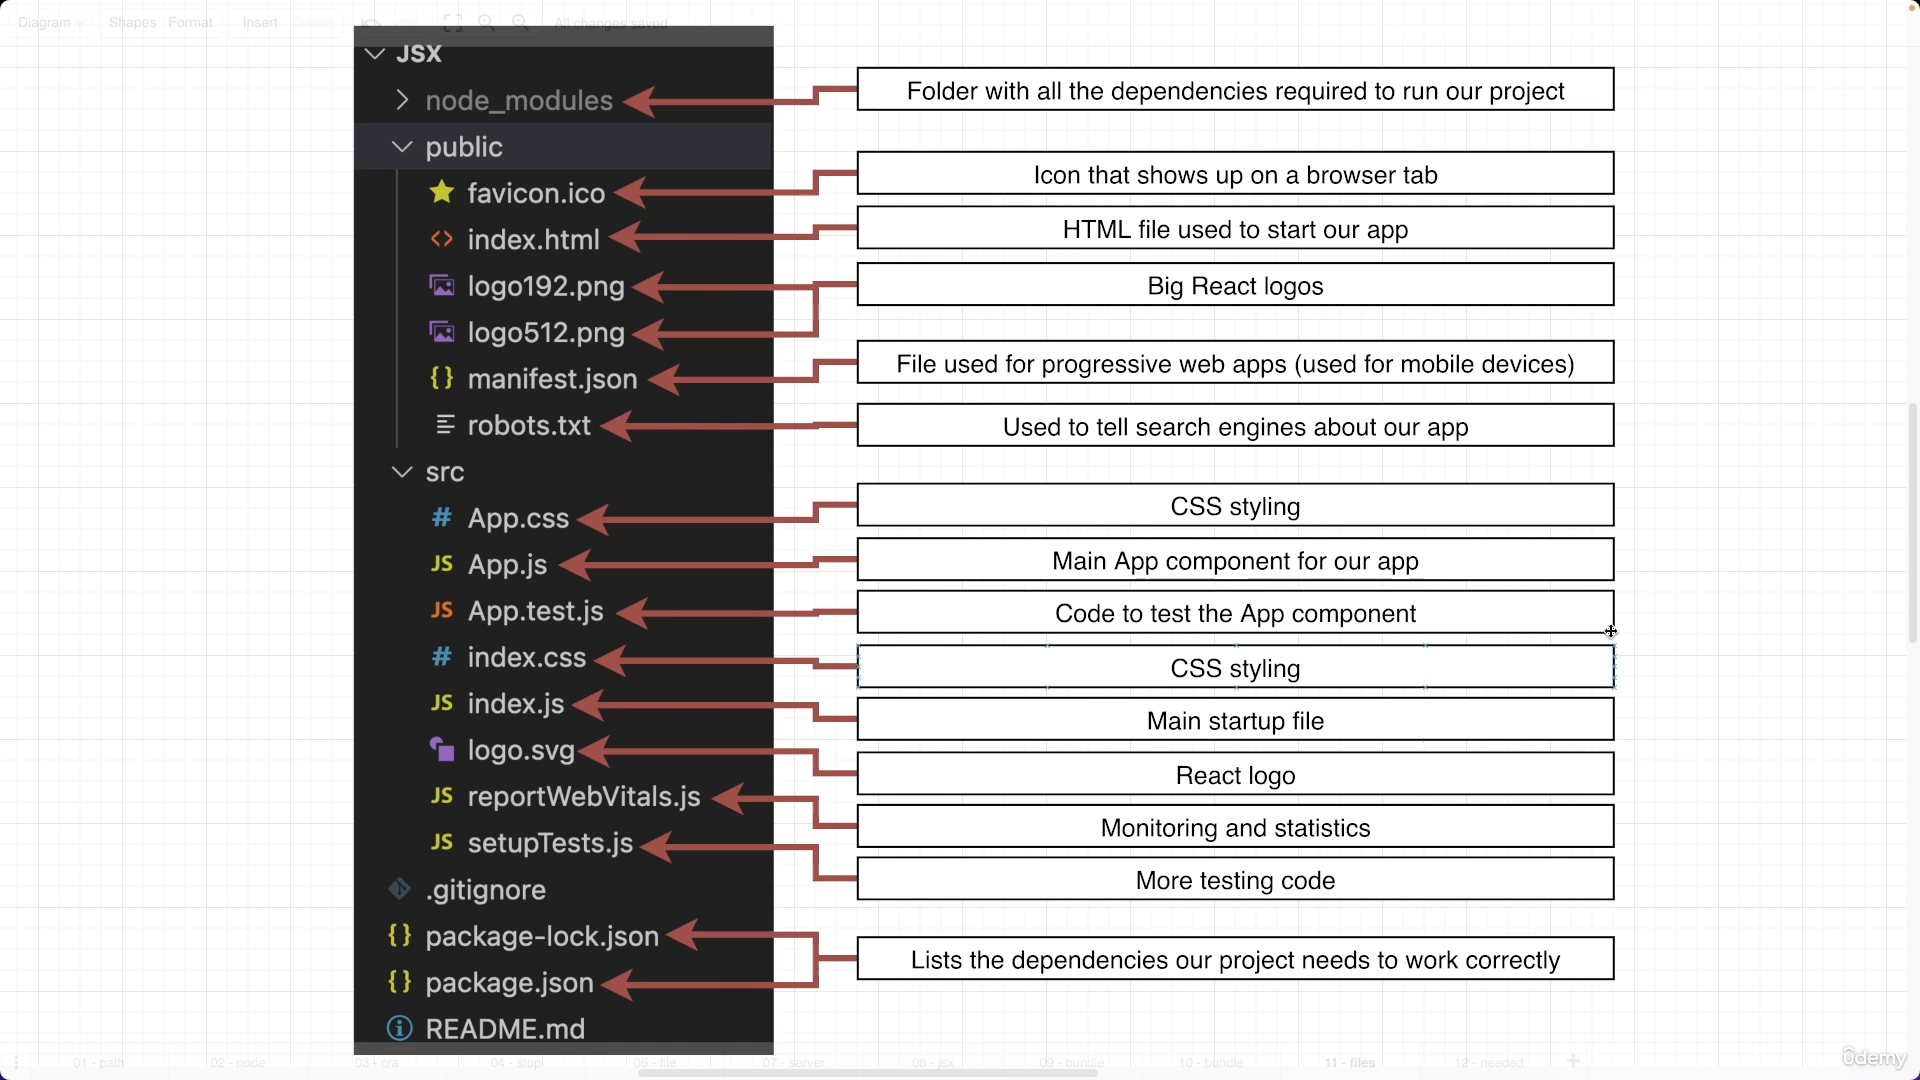 Diagram Shapes Format Insert Delete All changes saved
JSX
node_modules
Folder with all the dependencies required to run our project
public
favicon.ico
Icon that shows up on a browser tab
index.html
HTML file used to start our app
logo192.png
Big React logos
logo512.png
manifest.json
File used for progressive web apps (used for mobile devices)
robots.txt
Used to tell search engines about our app
src
App.css
CSS styling
App.js
Main App component for our app
App.test.js
Code to test the App component
index.css
CSS styling
index.js
Main startup file
logo.svg
React logo
reportWebVitals.js
Monitoring and statistics
setupTests.js
More testing code
.gitignore
package-lock.json
Lists the dependencies our project needs to work correctly
package.json
README.md
01 - path 02 - node 03 - cra 04 - stop 06 - file 07 - server 08 - jsx 09 - bundle 10 - bundle 11 - files 12 - needed
ûdemy